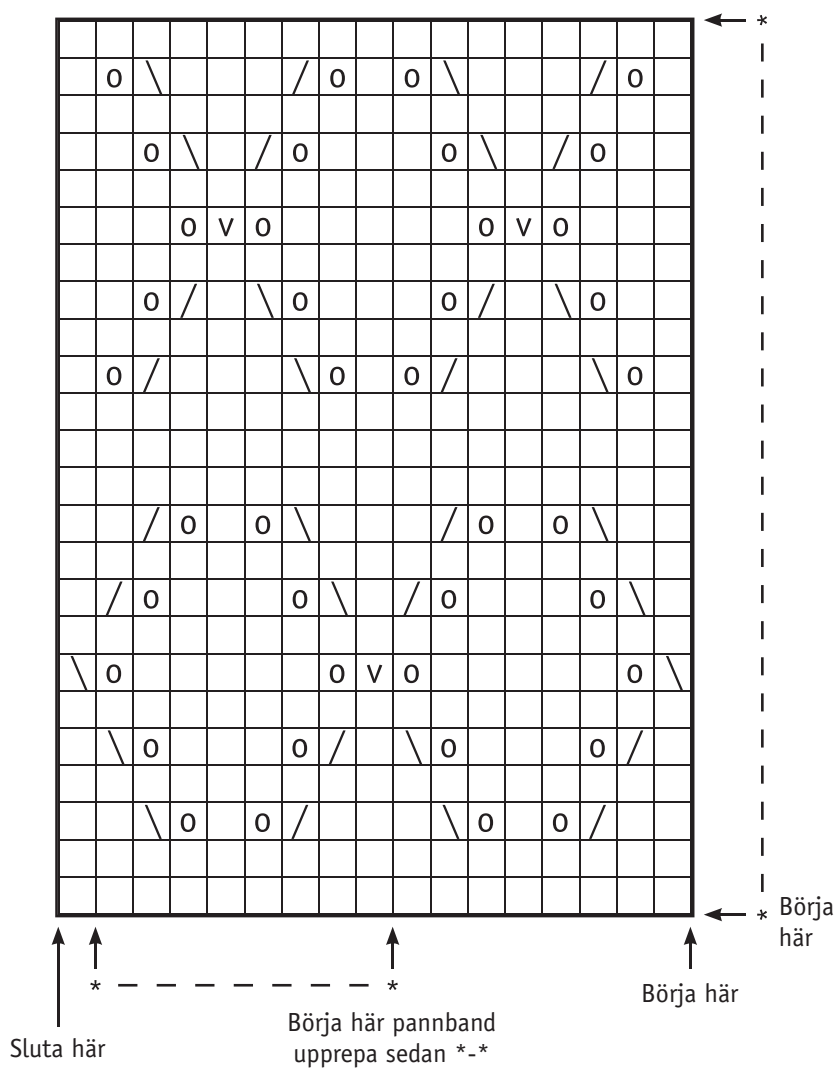 *
o \ / o o \ / o
o \ / o o \ / o
o v o o v o
o / \ o o / \ o
o / \ o o / \ o
/ o o \ / o o \
/ o o \ / o o \
\ o o v o o \
\ o o / \ o o /
\ o o / \ o o /
* Börja
här
* *
Börja här
Börja här pannband
upprepa sedan *-*
Sluta här